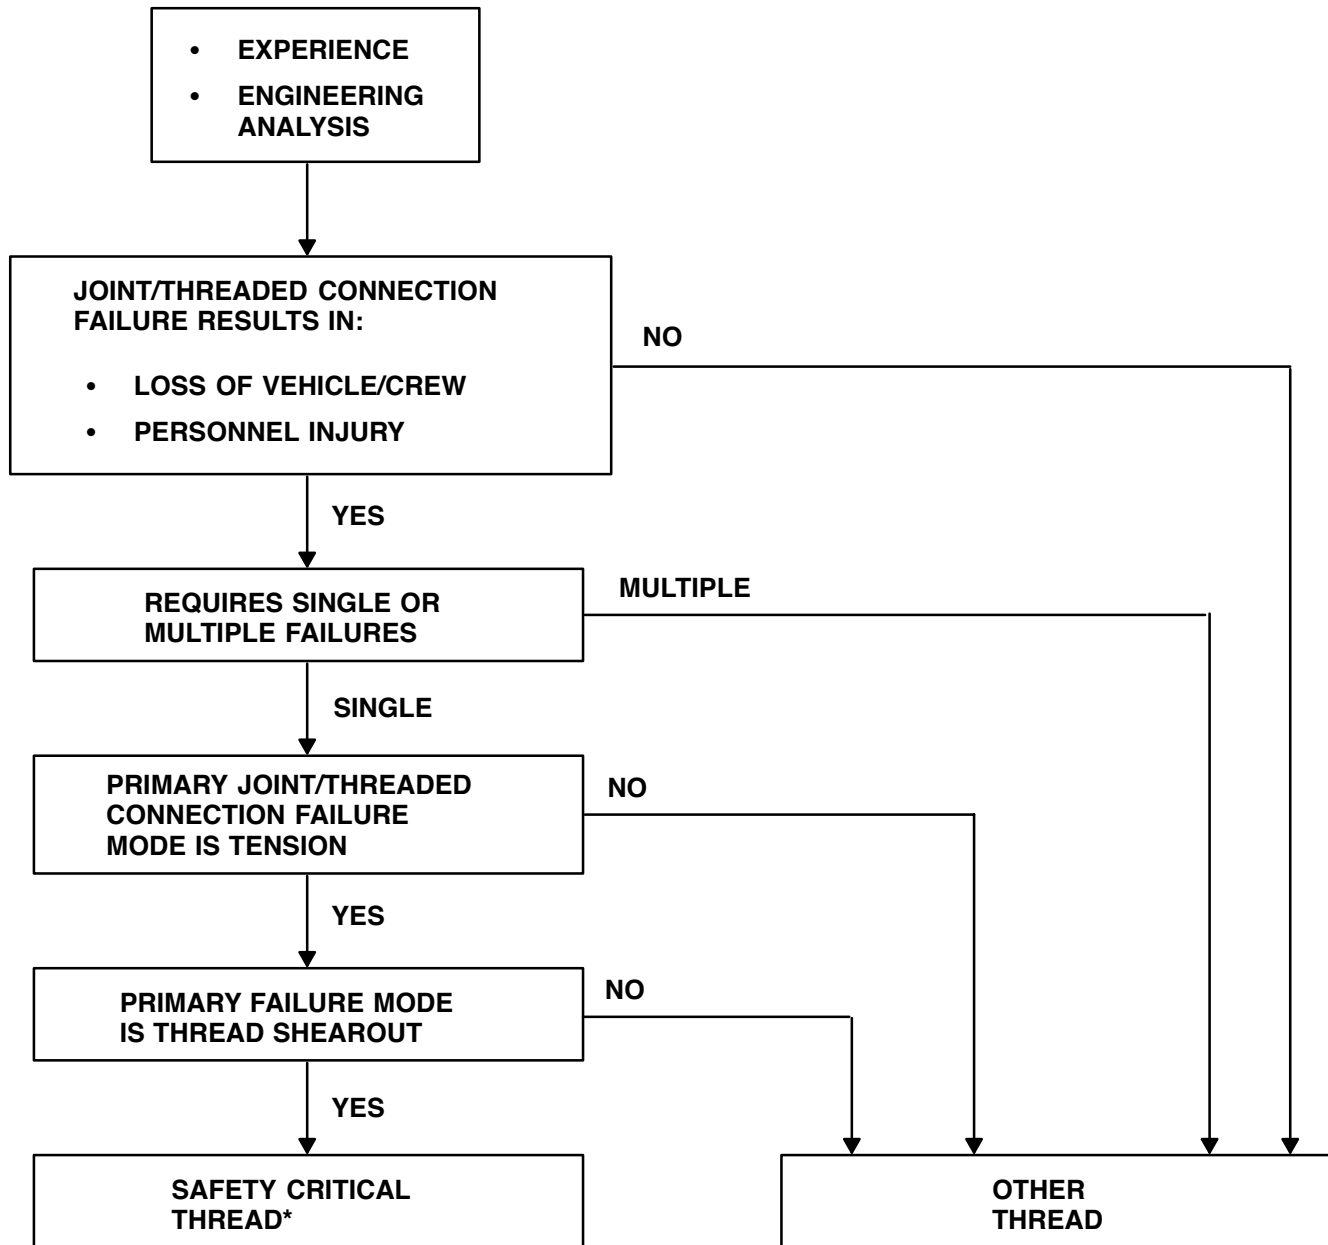 • EXPERIENCE
• ENGINEERING
ANALYSIS
JOINT/THREADED CONNECTION
FAILURE RESULTS IN:
• LOSS OF VEHICLE/CREW
• PERSONNEL INJURY
NO
YES
REQUIRES SINGLE OR
MULTIPLE FAILURES
MULTIPLE
SINGLE
PRIMARY JOINT/THREADED
CONNECTION FAILURE
MODE IS TENSION
NO
YES
PRIMARY FAILURE MODE
IS THREAD SHEAROUT
NO
YES
SAFETY CRITICAL
THREAD*
OTHER
THREAD